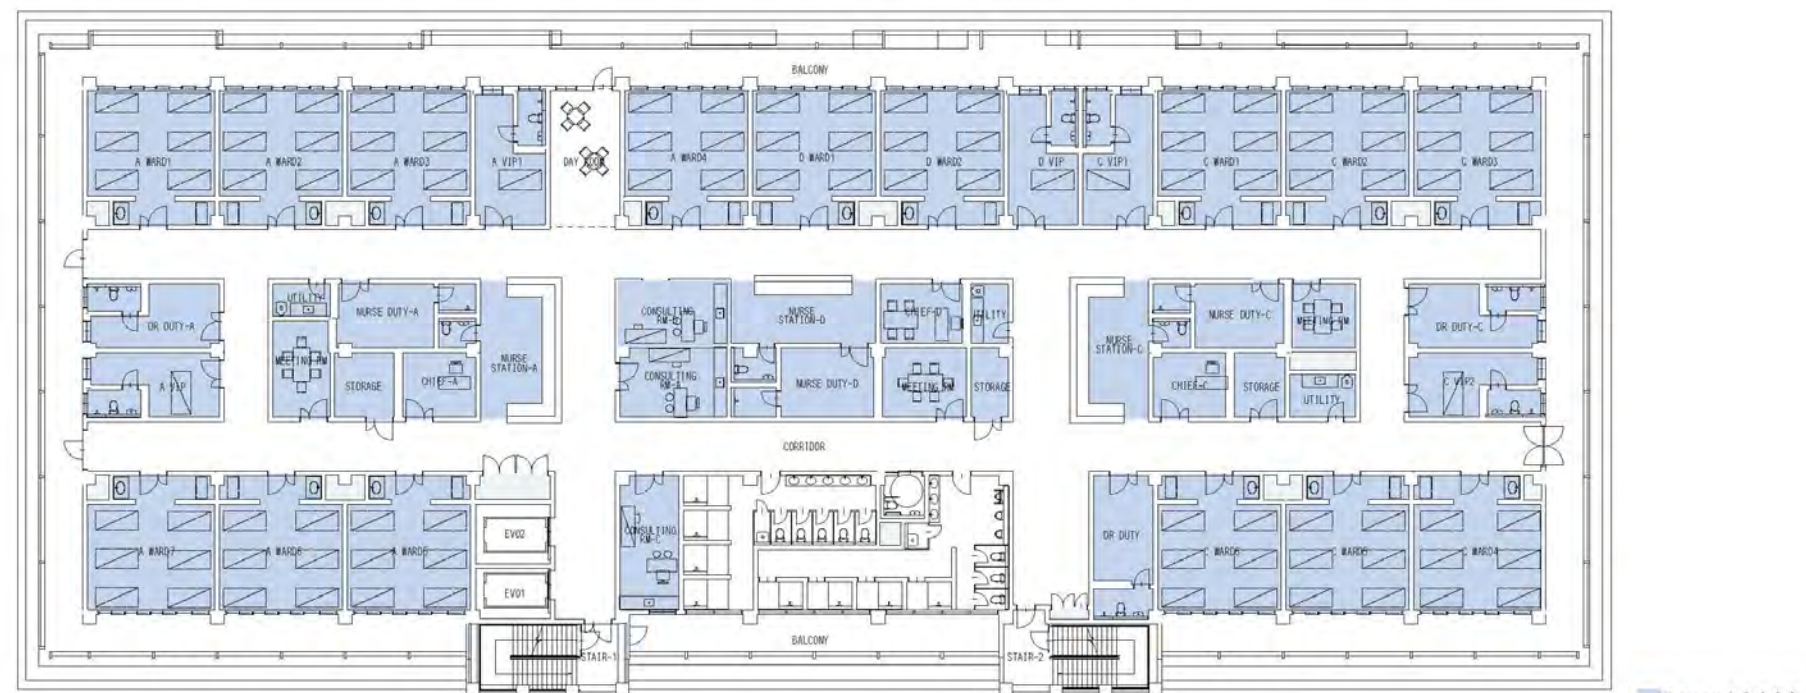 BALCONY
A WARD1
A WARD2
A WARD3
A VIP1
DAY ROOM
A WARD4
D WARD1
D WARD2
D VIP
C VIP1
C WARD1
C WARD2
C WARD3
DR DUTY-A
UTILITY
NURSE DUTY-A
MEETING RM
A VIP
STORAGE
CHIEF-A
NURSE
STATION-A
CONSULTING
RM-B
CONSULTING
RM-A
NURSE
STATION-D
NURSE DUTY-D
CHIEF-D
UTILITY
MEETING RM
STORAGE
NURSE
STATION-C
NURSE DUTY-C
MEETING RM
CHIEF-C
STORAGE
UTILITY
DR DUTY-C
C VIP2
CORRIDOR
A WARD7
A WARD6
A WARD5
EV02
EV01
CONSULTING
RM-C
DR DUTY
C WARD6
C WARD5
C WARD4
STAIR-1
BALCONY
STAIR-2